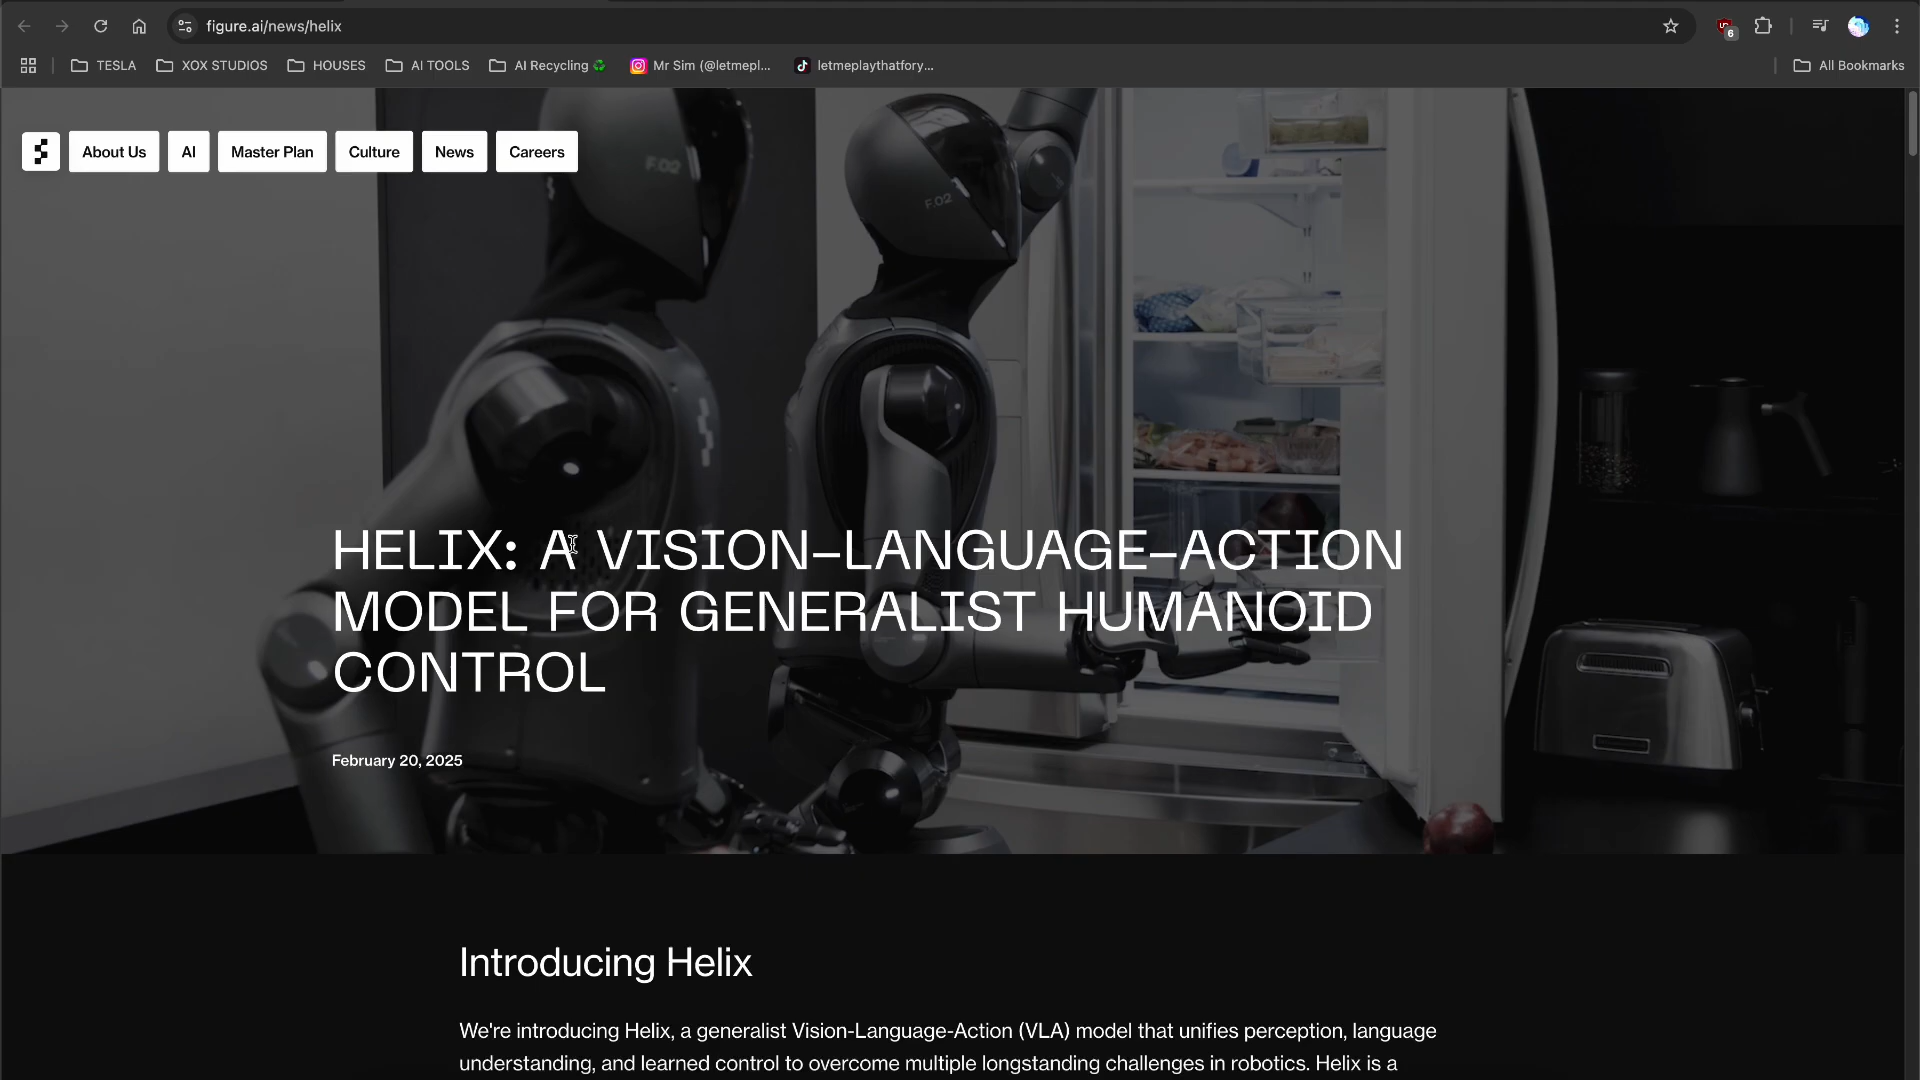 figure.ai/news/helix
6
TESLA
XOX STUDIOS
HOUSES
AI TOOLS
AI Recycling ♻
Mr Sim (@letmepl...
letmeplaythatfory...
All Bookmarks
About Us
AI
Master Plan
Culture
News
Careers
F.02
F.02
HELIX: A VISION–LANGUAGE–ACTION
MODEL FOR GENERALIST HUMANOID
CONTROL
February 20, 2025
Introducing Helix
We're introducing Helix, a generalist Vision-Language-Action (VLA) model that unifies perception, language
understanding, and learned control to overcome multiple longstanding challenges in robotics. Helix is a